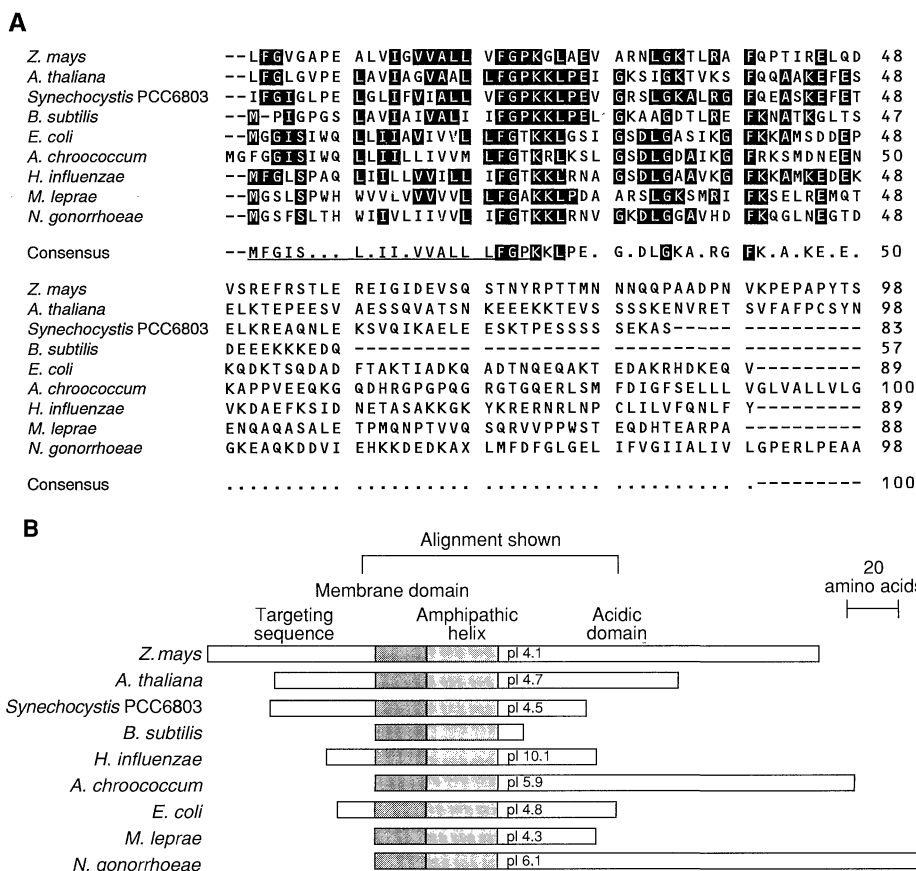 A
Z. mays --LFGVGAPE ALVIGVVALL VFGPKGLAEV ARNLGKTLRA FQPTIRELQD 48
A. thaliana --LFGLGVPE LAVIAGVAAL LFGPKKLPEI GKSIGKTVKS FQQAAKEFES 48
Synechocystis PCC6803 --IFGIGLPE LGLIFVIALL VFGPKKLPEV GRSLGKALRG FQEASKEFET 48
B. subtilis --M-PIGPGS LAVIAIVALI IFGPKKLPEL GKAAGDTLRE FKNATKGLTS 47
E. coli --MGGISIWQ LLIIAVIVVL LFGTKKLGSI GSDLGASIKG FKKAMSDDEP 48
A. chroococcum MGFGGISIWQ LLIILLIVVM LFGTKRLKSL GSDLGDAIKG FRKSMDNEEN 50
H. influenzae --MFGLSPAQ LIILLVVILL IFGTKKLRNA GSDLGAAVKG FKKAMKEDEK 48
M. leprae --MGSLSPWH WVVLVVVVVL LFGAKKLPDA ARSLGKSMRI FKSELREMQT 48
N. gonorrhoeae --MGSFSLTH WIIVLIIVVL IFGTKKLRNV GKDLGGAVHD FKQGLNEGTD 48
Consensus --MFGIS... L.II.VVALL LFGPKKLPE. G.DLGKA.RG FK.A.KE.E. 50
Z. mays VSREFRSTLE REIGIDEVSQ STNYRPTTMN NNQQPAADPN VKPEPAPYTS 98
A. thaliana ELKTEPEESV AESSQVATSN KEEEKKTEVS SSKENVRET SVFAFPCSYN 98
Synechocystis PCC6803 ELKREAQNLE KSVQIKAELE ESKTPESSSS SEKAS----- ---------- 83
B. subtilis DEEEKKKEDQ ---------- ---------- ---------- ---------- 57
E. coli KQDKTSQDAD FTAKTIADKQ ADTNQEQAKT EDAKRHDKEQ V--------- 89
A. chroococcum KAPPVEEQKG QDHRGPGPQG RGTGQERLSM FDIGFSELLL VGLVALLVLG 100
H. influenzae VKDAEFKSID NETASAKKGK YKRERNRLNP CLILVFQNLF Y--------- 89
M. leprae ENQAQASALE TPMQNPTVVQ SQRVVPPWST EQDHTEARPA ---------- 88
N. gonorrhoeae GKEAQKDDVI EHKKDEDKAX LMFDFGLGEL IFVGIIALIV LGPERLPEAA 98
Consensus .......... .......... .......... .......... .--------- 100
B
Alignment shown
20
amino acids
Membrane domain
Targeting sequence
Amphipathic helix
Acidic domain
Z. mays pI 4.1
A. thaliana pI 4.7
Synechocystis PCC6803 pI 4.5
B. subtilis
H. influenzae pI 10.1
A. chroococcum pI 5.9
E. coli pI 4.8
M. leprae pI 4.3
N. gonorrhoeae pI 6.1